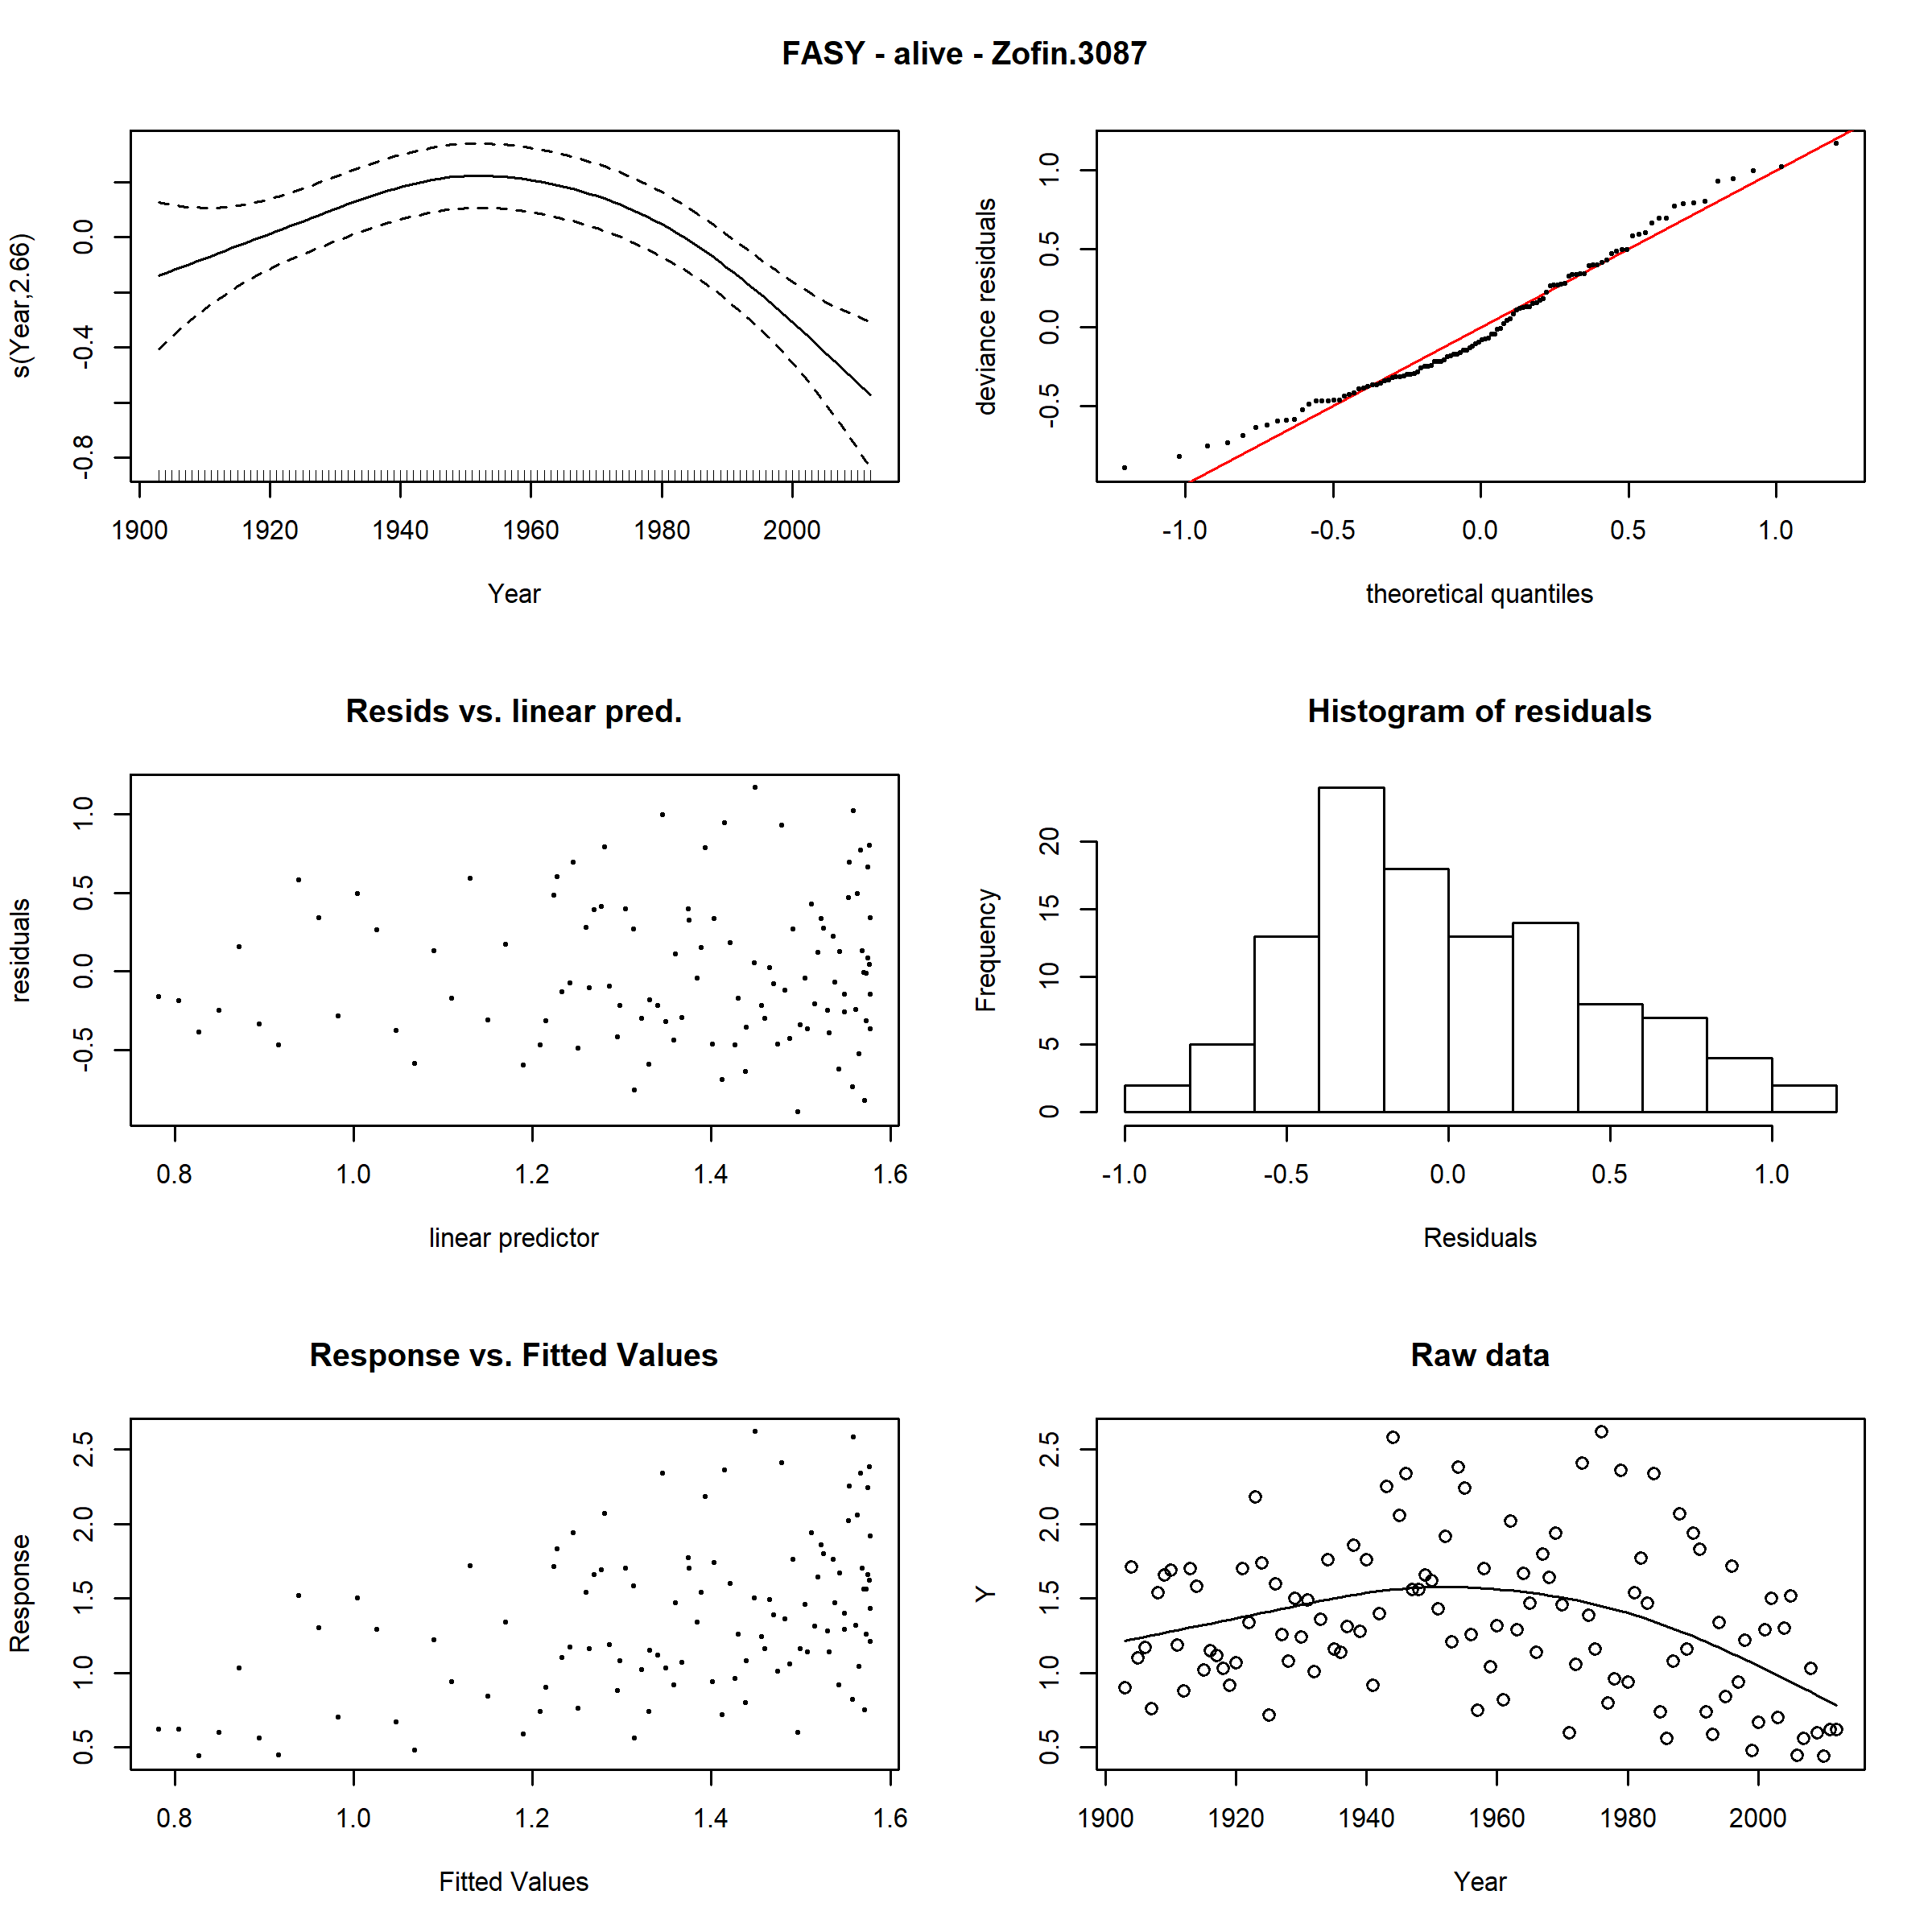 FASY - alive - Zofin.3087
s(Year,2.66)
0.0
-0.4
-0.8
1900 1920 1940 1960 1980 2000
Year
deviance residuals
1.0
0.5
0.0
-0.5
-1.0 -0.5 0.0 0.5 1.0
theoretical quantiles
Resids vs. linear pred.
residuals
1.0
0.5
0.0
-0.5
0.8 1.0 1.2 1.4 1.6
linear predictor
Histogram of residuals
Frequency
20
15
10
5
0
-1.0 -0.5 0.0 0.5 1.0
Residuals
Response vs. Fitted Values
Response
2.5
2.0
1.5
1.0
0.5
0.8 1.0 1.2 1.4 1.6
Fitted Values
Raw data
Y
2.5
2.0
1.5
1.0
0.5
1900 1920 1940 1960 1980 2000
Year